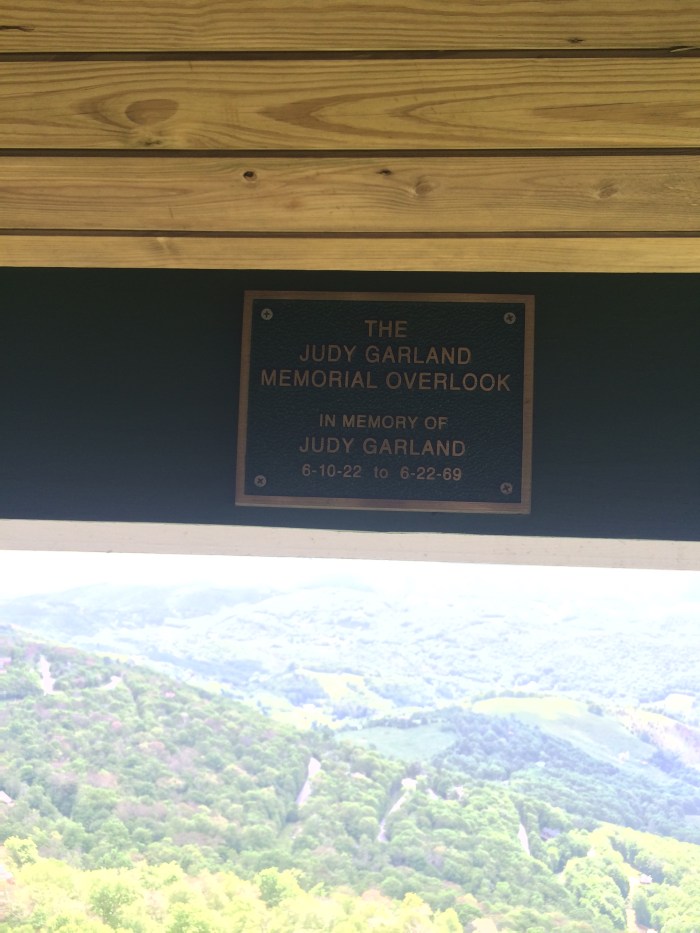 THE
JUDY GARLAND
MEMORIAL OVERLOOK
IN MEMORY OF
JUDY GARLAND
6-10-22 to 6-22-69